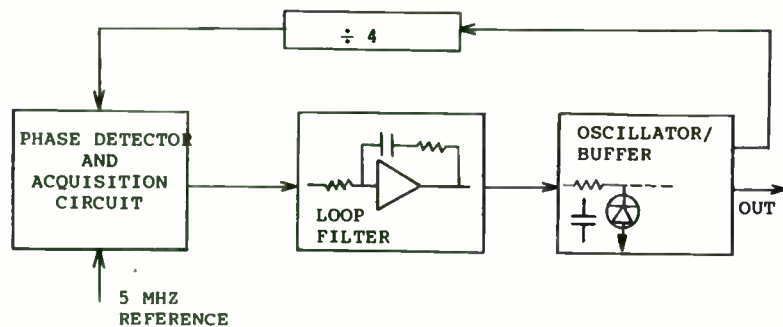 ÷ 4
PHASE DETECTOR
AND
ACQUISITION
CIRCUIT
LOOP
FILTER
OSCILLATOR/
BUFFER
OUT
5 MHZ
REFERENCE